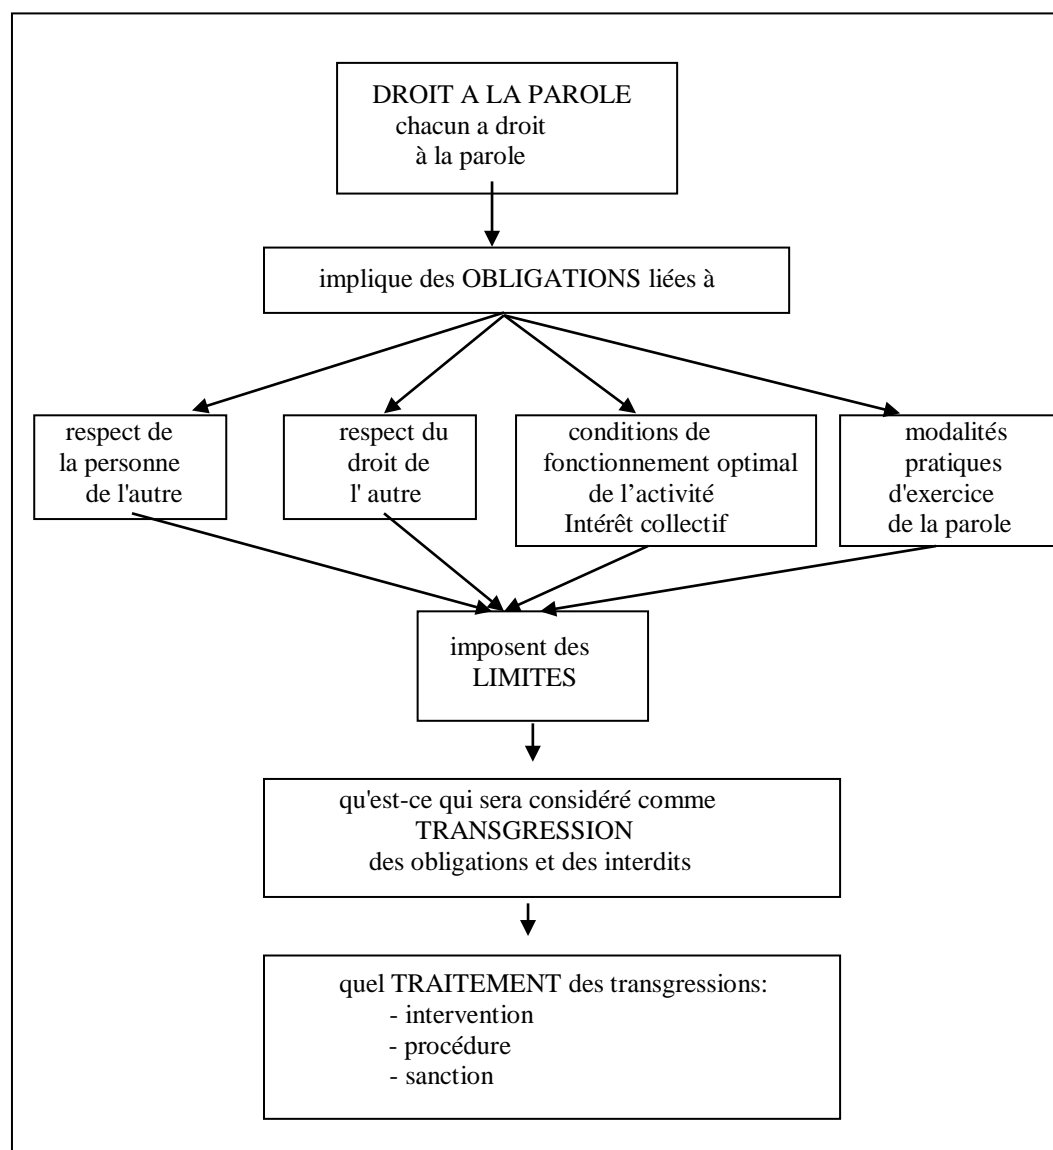 DROIT A LA PAROLE
chacun a droit
à la parole
implique des OBLIGATIONS liées à
respect de
la personne
de l'autre
respect du
droit de
l' autre
conditions de
fonctionnement optimal
de l’activité
Intérêt collectif
modalités
pratiques
d'exercice
de la parole
imposent des
LIMITES
qu'est-ce qui sera considéré comme
TRANSGRESSION
des obligations et des interdits
quel TRAITEMENT des transgressions:
- intervention
- procédure
- sanction